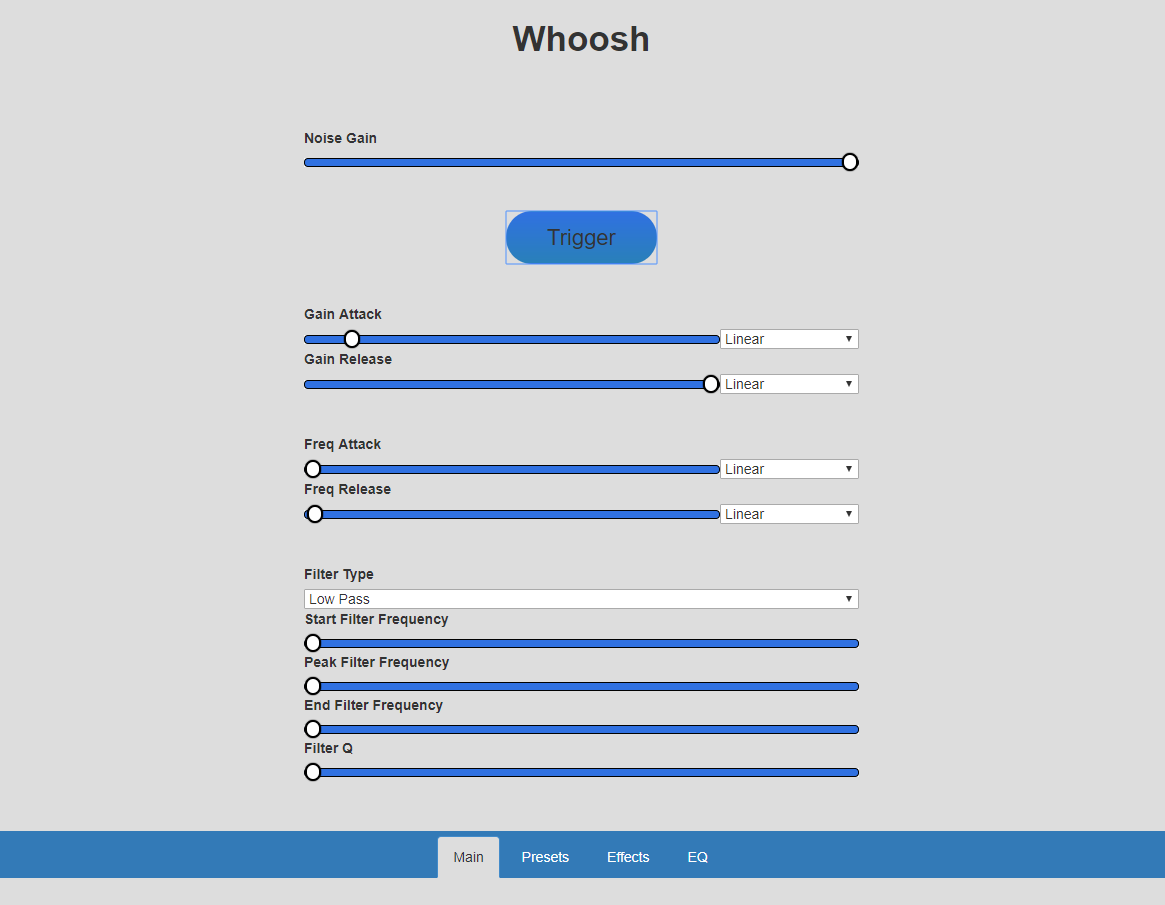 Whoosh
Noise Gain
Trigger
Gain Attack
Linear
Gain Release
Linear
Freq Attack
Linear
Freq Release
Linear
Filter Type
Low Pass
Start Filter Frequency
Peak Filter Frequency
End Filter Frequency
Filter Q
Main Presets Effects EQ